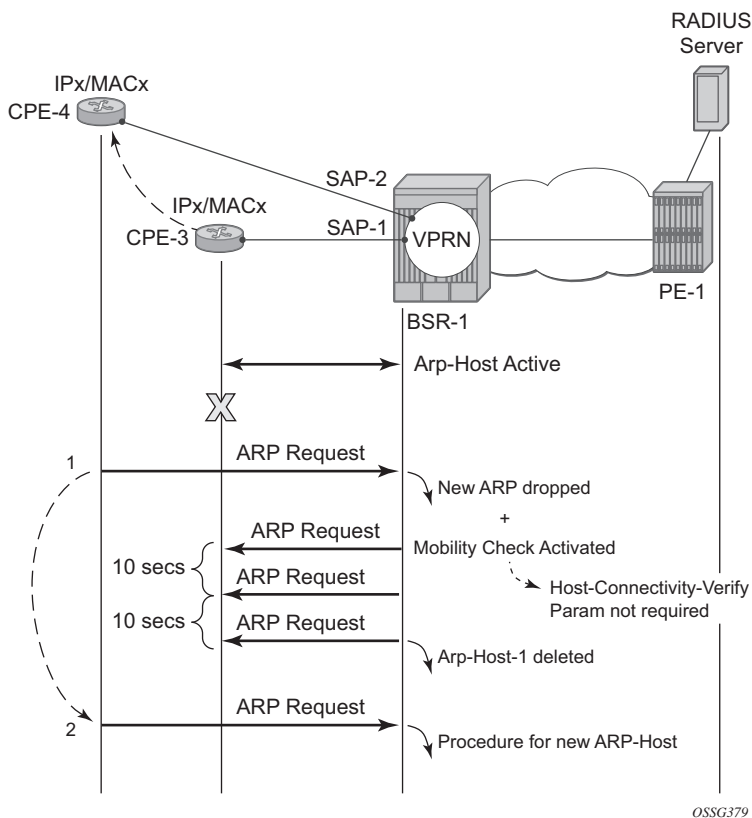 RADIUS
Server
IPx/MACx
CPE-4
SAP-2
IPx/MACx
CPE-3
SAP-1
VPRN
PE-1
BSR-1
Arp-Host Active
X
1
ARP Request
New ARP dropped
+
ARP Request
Mobility Check Activated
10 secs
ARP Request
Host-Connectivity-Verify
Param not required
10 secs
ARP Request
Arp-Host-1 deleted
2
ARP Request
Procedure for new ARP-Host
OSSG379